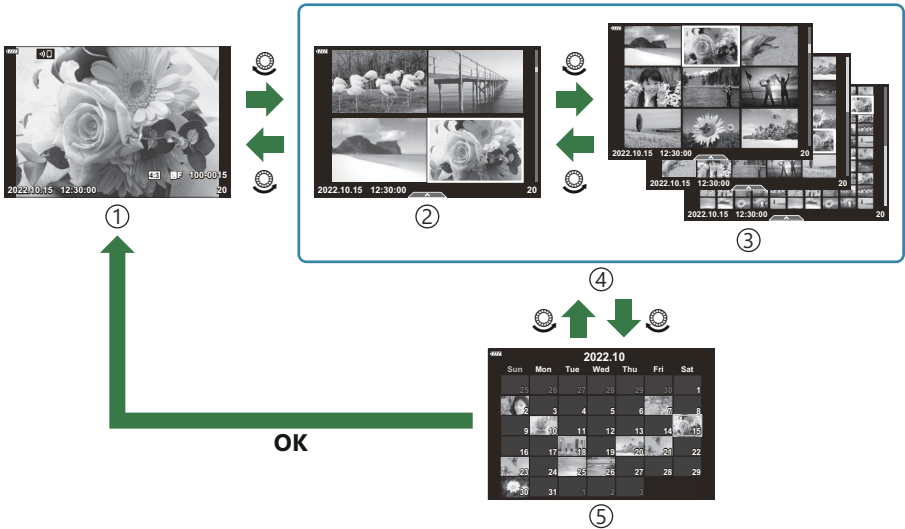 4:3 LF 100-0015
2022.10.15 12:30:00 20
①
2022.10.15 12:30:00 20
②
2022.10.15 12:30:00 20
2022.10.15 12:30:00
2022.10.15 12:30:00 20
③
④
2022.10
Sun Mon Tue Wed Thu Fri Sat
25 26 27 28 29 30 1
2 3 4 5 6 7 8
9 10 11 12 13 14 15
16 17 18 19 20 21 22
23 24 25 26 27 28 29
30 31 1 2 3
⑤
OK